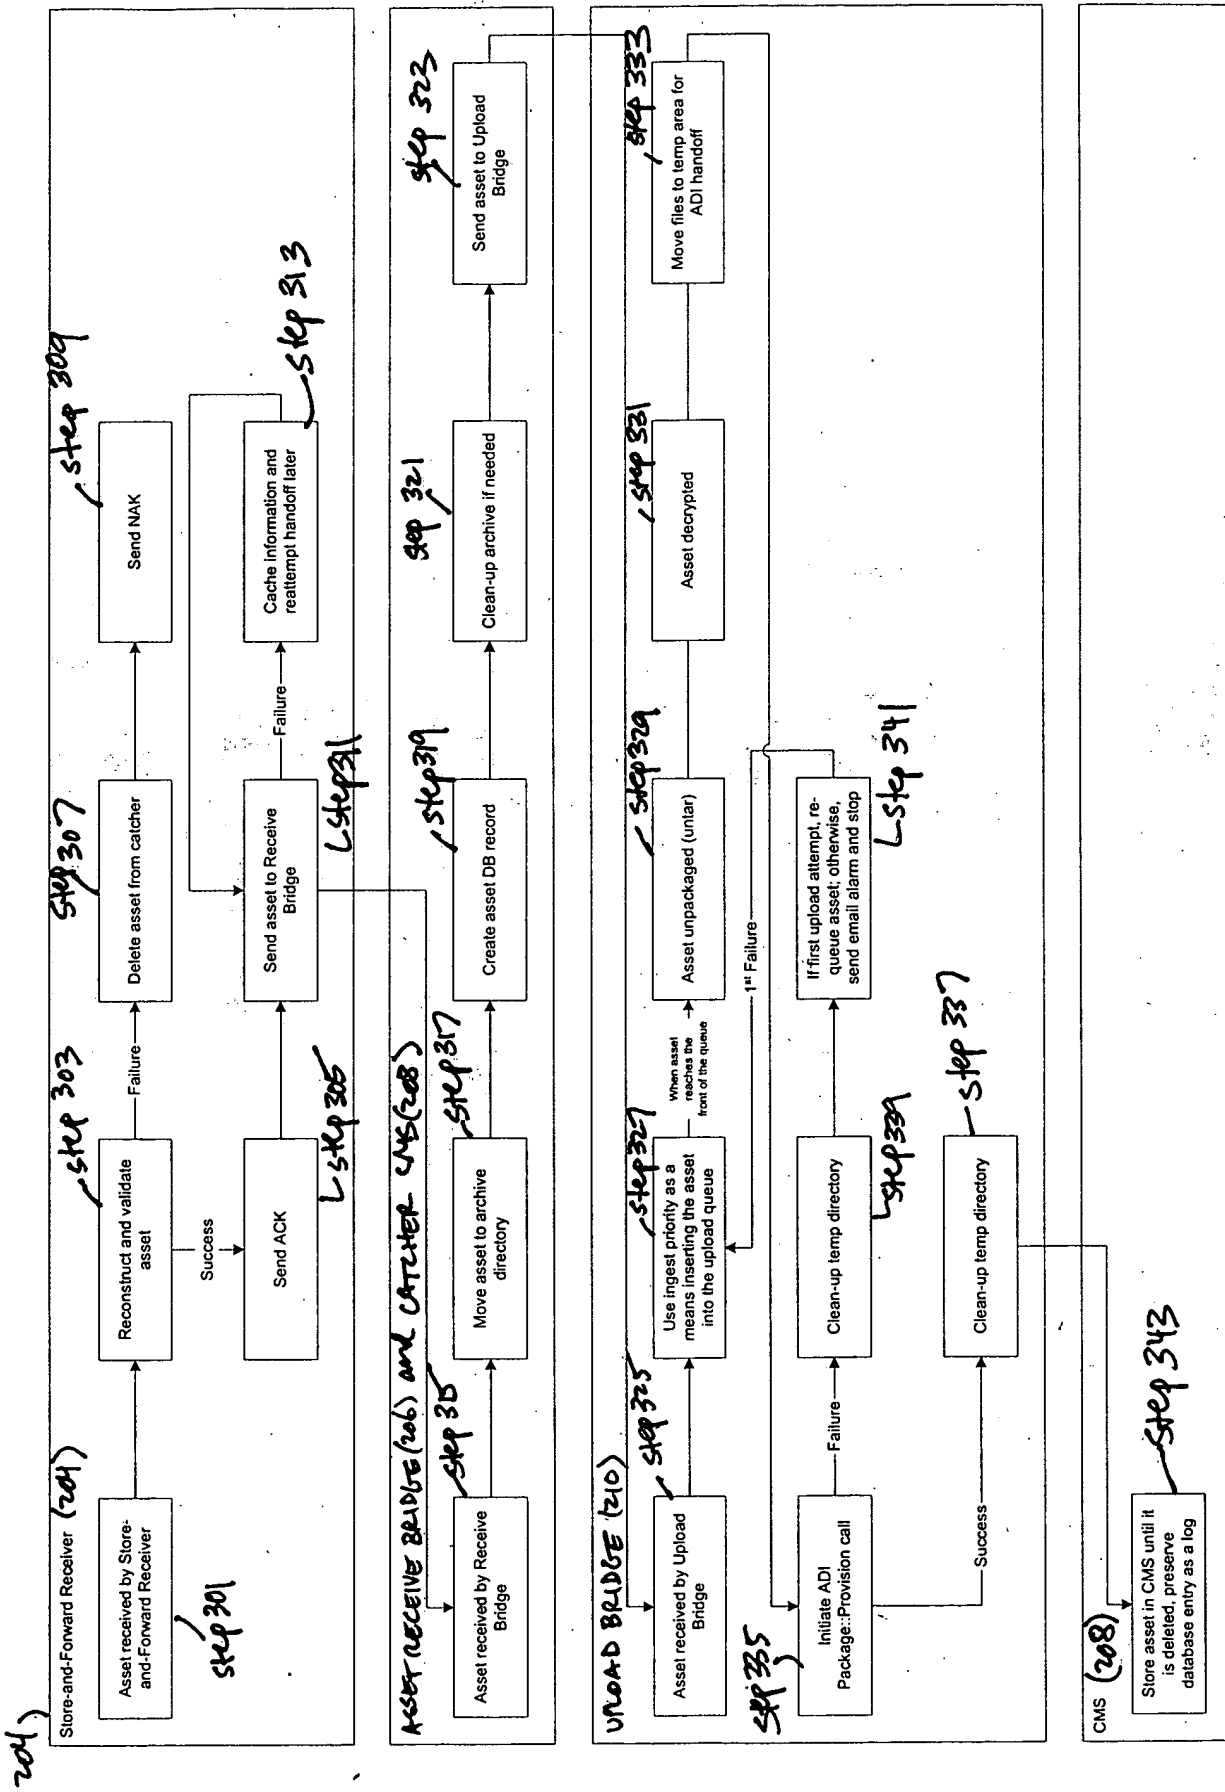 204)
Store-and-Forward Receiver (204)
Asset received by Store-
and-Forward Receiver
step 301
Reconstruct and validate
asset
step 303
Failure
Delete asset from catcher
step 307
Send NAK
step 309
Success
Send ACK
step 305
Send asset to Receive
Bridge
step 311
Failure
Cache information and
reattempt handoff later
step 313
ASSET RECEIVE BRIDGE (206) and CATCHER CMS (208)
Asset received by Receive
Bridge
step 315
Move asset to archive
directory
step 317
Create asset DB record
step 319
Clean-up archive if needed
step 321
Send asset to Upload
Bridge
step 323
UPLOAD BRIDGE (210)
Asset received by Upload
Bridge
step 325
Use ingest priority as a
means inserting the asset
into the upload queue
step 327
When asset
reaches the
front of the queue
Asset unpackaged (untar)
step 329
Asset decrypted
step 331
Move files to temp area for
ADI handoff
step 333
Initiate ADI
Package::Provision call
step 335
Failure
Clean-up temp directory
step 339
If first upload attempt, re-
queue asset; otherwise,
send email alarm and stop
step 341
1st Failure
Success
Clean-up temp directory
step 337
CMS (208)
Store asset in CMS until it
is deleted, preserve
database entry as a log
step 343